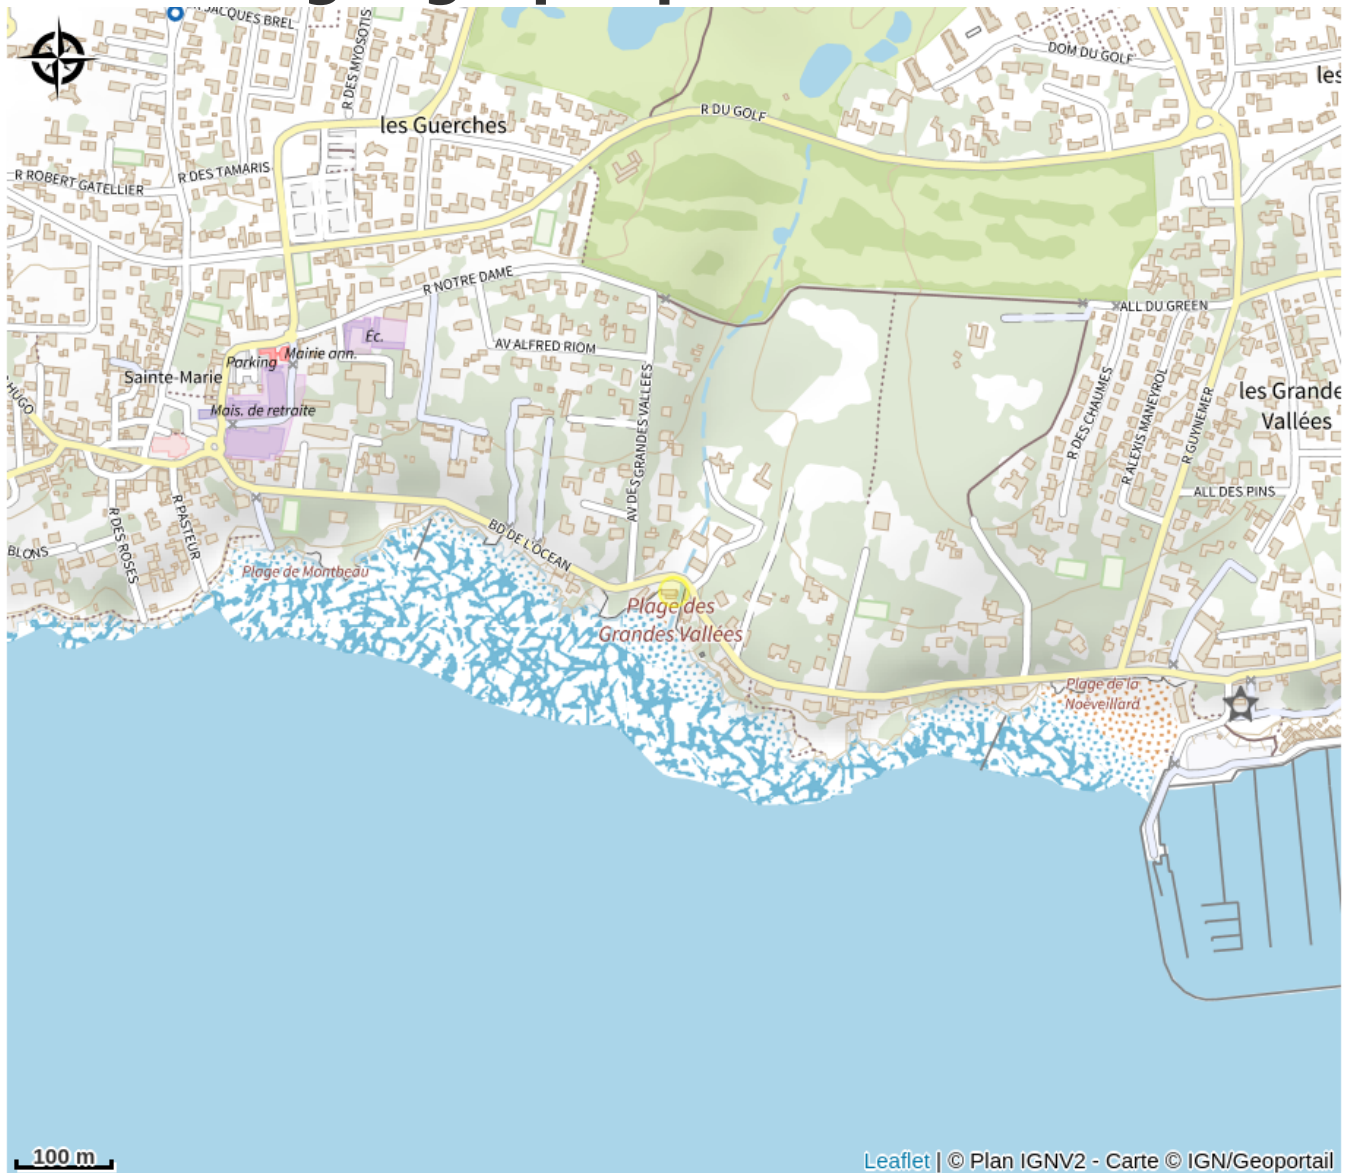 JACQUES BREL
R DES MYOSOTIS
DOM DU GOLF
les
les Guerches
R DU GOLF
R ROBERT GATELLIER
R DES TAMARIS
R NOTRE DAME
ALL DU GREEN
Éc.
AV ALFRED RIOM
Parking
Mairie ann.
Sainte-Marie
HUGO
Mais. de retraite
AV DES GRANDES VALLEES
R DES CHAUMES
R ALEXIS MANEYROL
R GUYNEMER
les Grande
Vallées
ALL DES PINS
R DES ROSES
R PASTEUR
BLONS
BD DE L'OCEAN
Plage de Montbeau
Plage des
Grandes Vallées
Plage de la
Noëveillard
100 m
Leaflet | © Plan IGNV2 - Carte © IGN/Geoportail